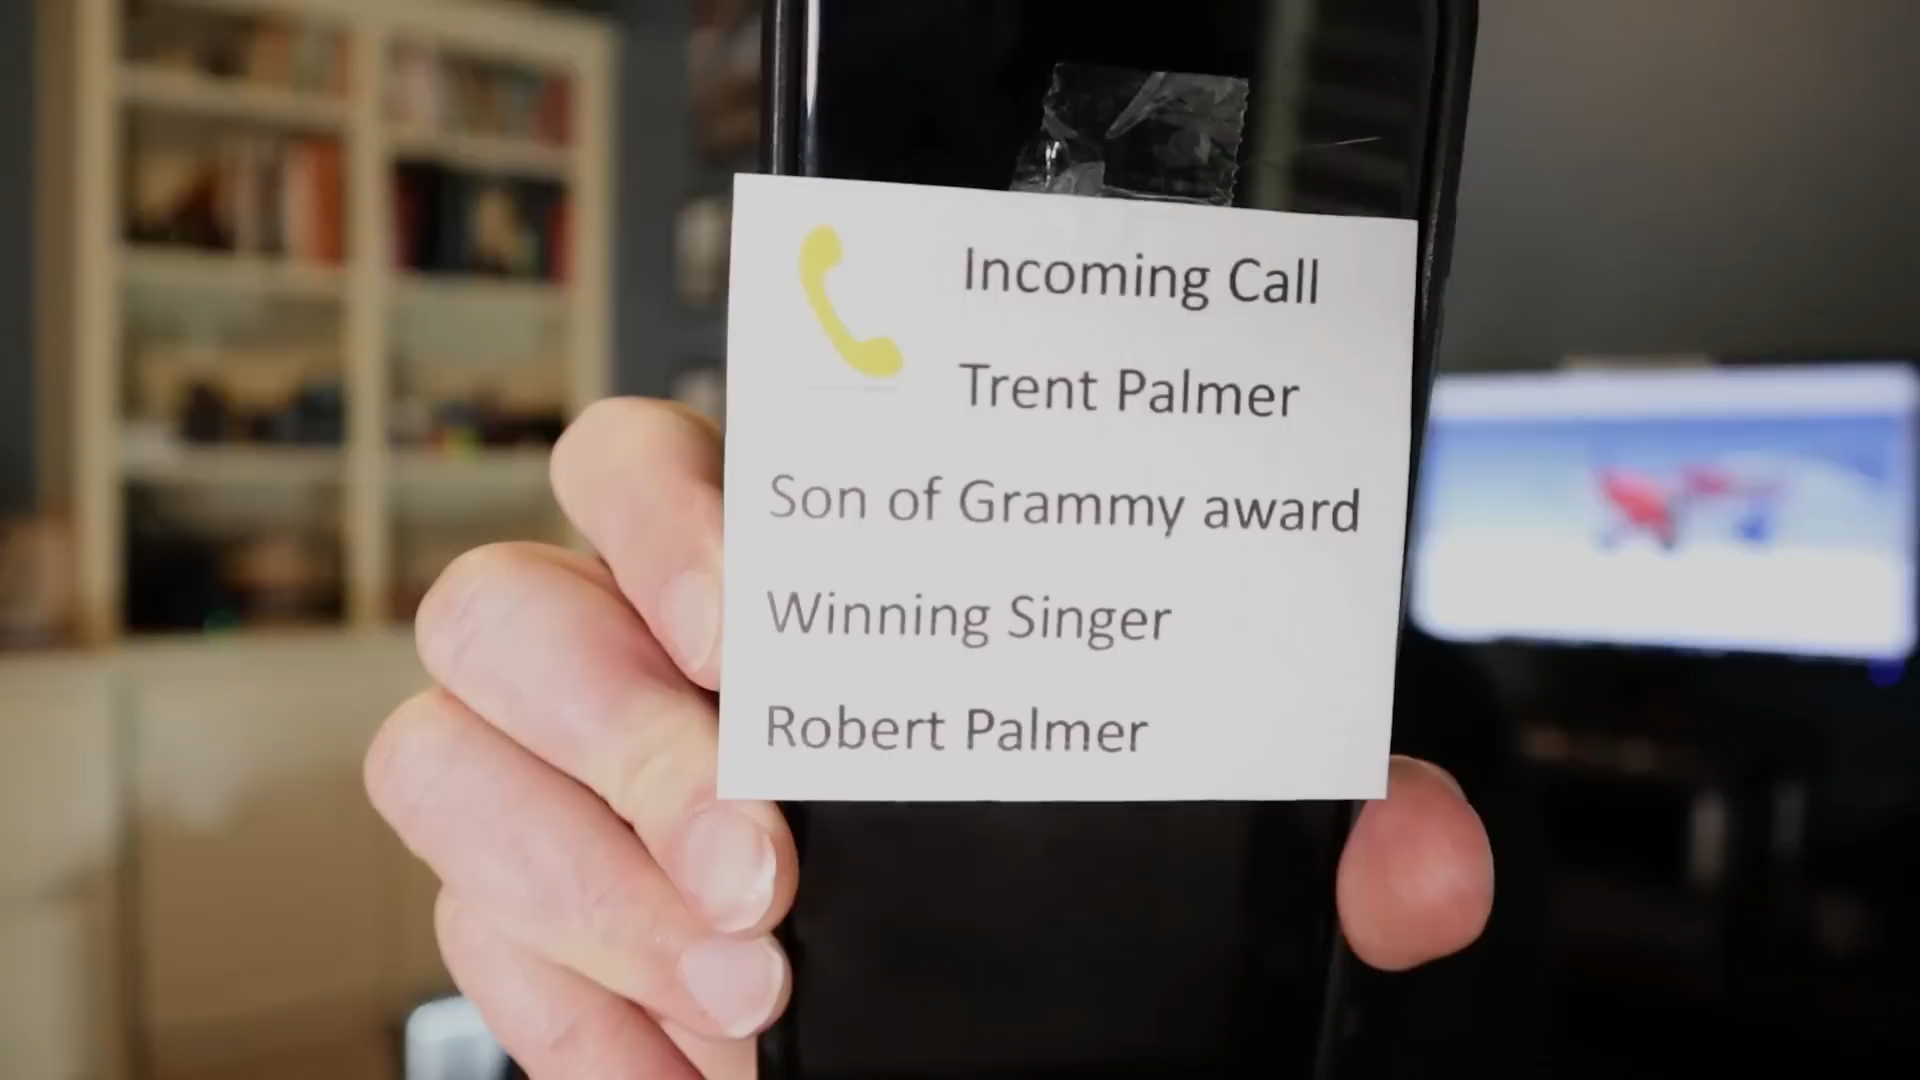 Incoming Call
Trent Palmer
Son of Grammy award
Winning Singer
Robert Palmer